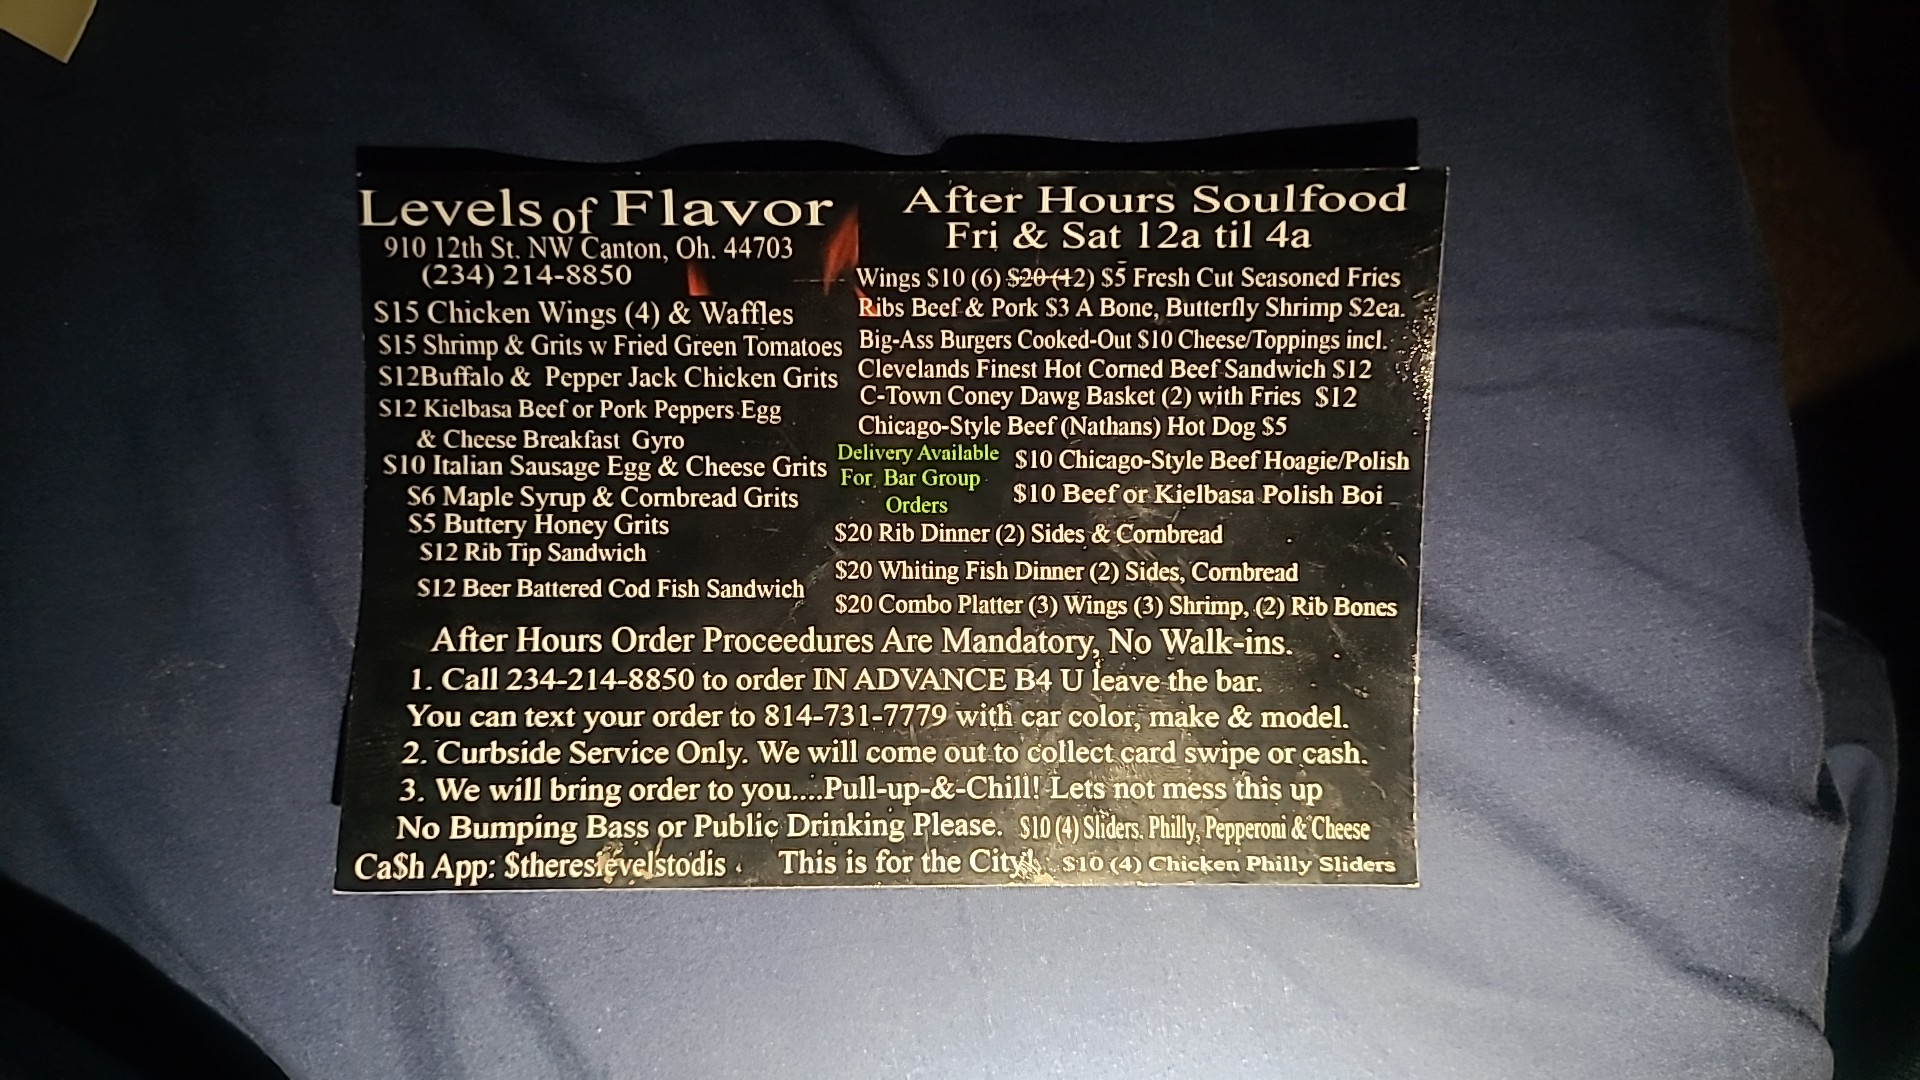 Levels of Flavor
910 12th St. NW Canton, Oh. 44703
(234) 214-8850
$15 Chicken Wings (4) & Waffles
$15 Shrimp & Grits w Fried Green Tomatoes
$12Buffalo & Pepper Jack Chicken Grits
$12 Kielbasa Beef or Pork Peppers Egg
& Cheese Breakfast Gyro
$10 Italian Sausage Egg & Cheese Grits
$6 Maple Syrup & Cornbread Grits
$5 Buttery Honey Grits
$12 Rib Tip Sandwich
$12 Beer Battered Cod Fish Sandwich
After Hours Soulfood
Fri & Sat 12a til 4a
Wings $10 (6) $20 (12) $5 Fresh Cut Seasoned Fries
Ribs Beef & Pork $3 A Bone, Butterfly Shrimp $2ea.
Big-Ass Burgers Cooked-Out $10 Cheese/Toppings incl.
Clevelands Finest Hot Corned Beef Sandwich $12
C-Town Coney Dawg Basket (2) with Fries $12
Chicago-Style Beef (Nathans) Hot Dog $5
Delivery Available
For Bar Group
Orders
$10 Chicago-Style Beef Hoagie/Polish
$10 Beef or Kielbasa Polish Boi
$20 Rib Dinner (2) Sides & Cornbread
$20 Whiting Fish Dinner (2) Sides, Cornbread
$20 Combo Platter (3) Wings (3) Shrimp, (2) Rib Bones
After Hours Order Proceedures Are Mandatory, No Walk-ins.
1. Call 234-214-8850 to order IN ADVANCE B4 U leave the bar.
You can text your order to 814-731-7779 with car color, make & model.
2. Curbside Service Only. We will come out to collect card swipe or cash.
3. We will bring order to you....Pull-up-&-Chill! Lets not mess this up
No Bumping Bass or Public Drinking Please. $10 (4) Sliders. Philly, Pepperoni & Cheese
Ca$h App: $thereslevelstodis This is for the City! $10 (4) Chicken Philly Sliders